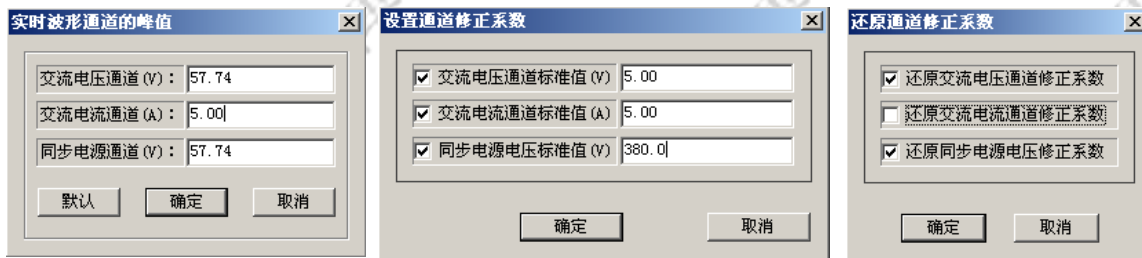 实时波形通道的峰值
交流电压通道(V)： 57.74
交流电流通道(A)： 5.00
同步电源通道(V)： 57.74
默认 确定 取消
设置通道修正系数
交流电压通道标准值(V) 5.00
交流电流通道标准值(A) 5.00
同步电源电压标准值(V) 380.0
确定 取消
还原通道修正系数
还原交流电压通道修正系数
还原交流电流通道修正系数
还原同步电源电压修正系数
确定 取消